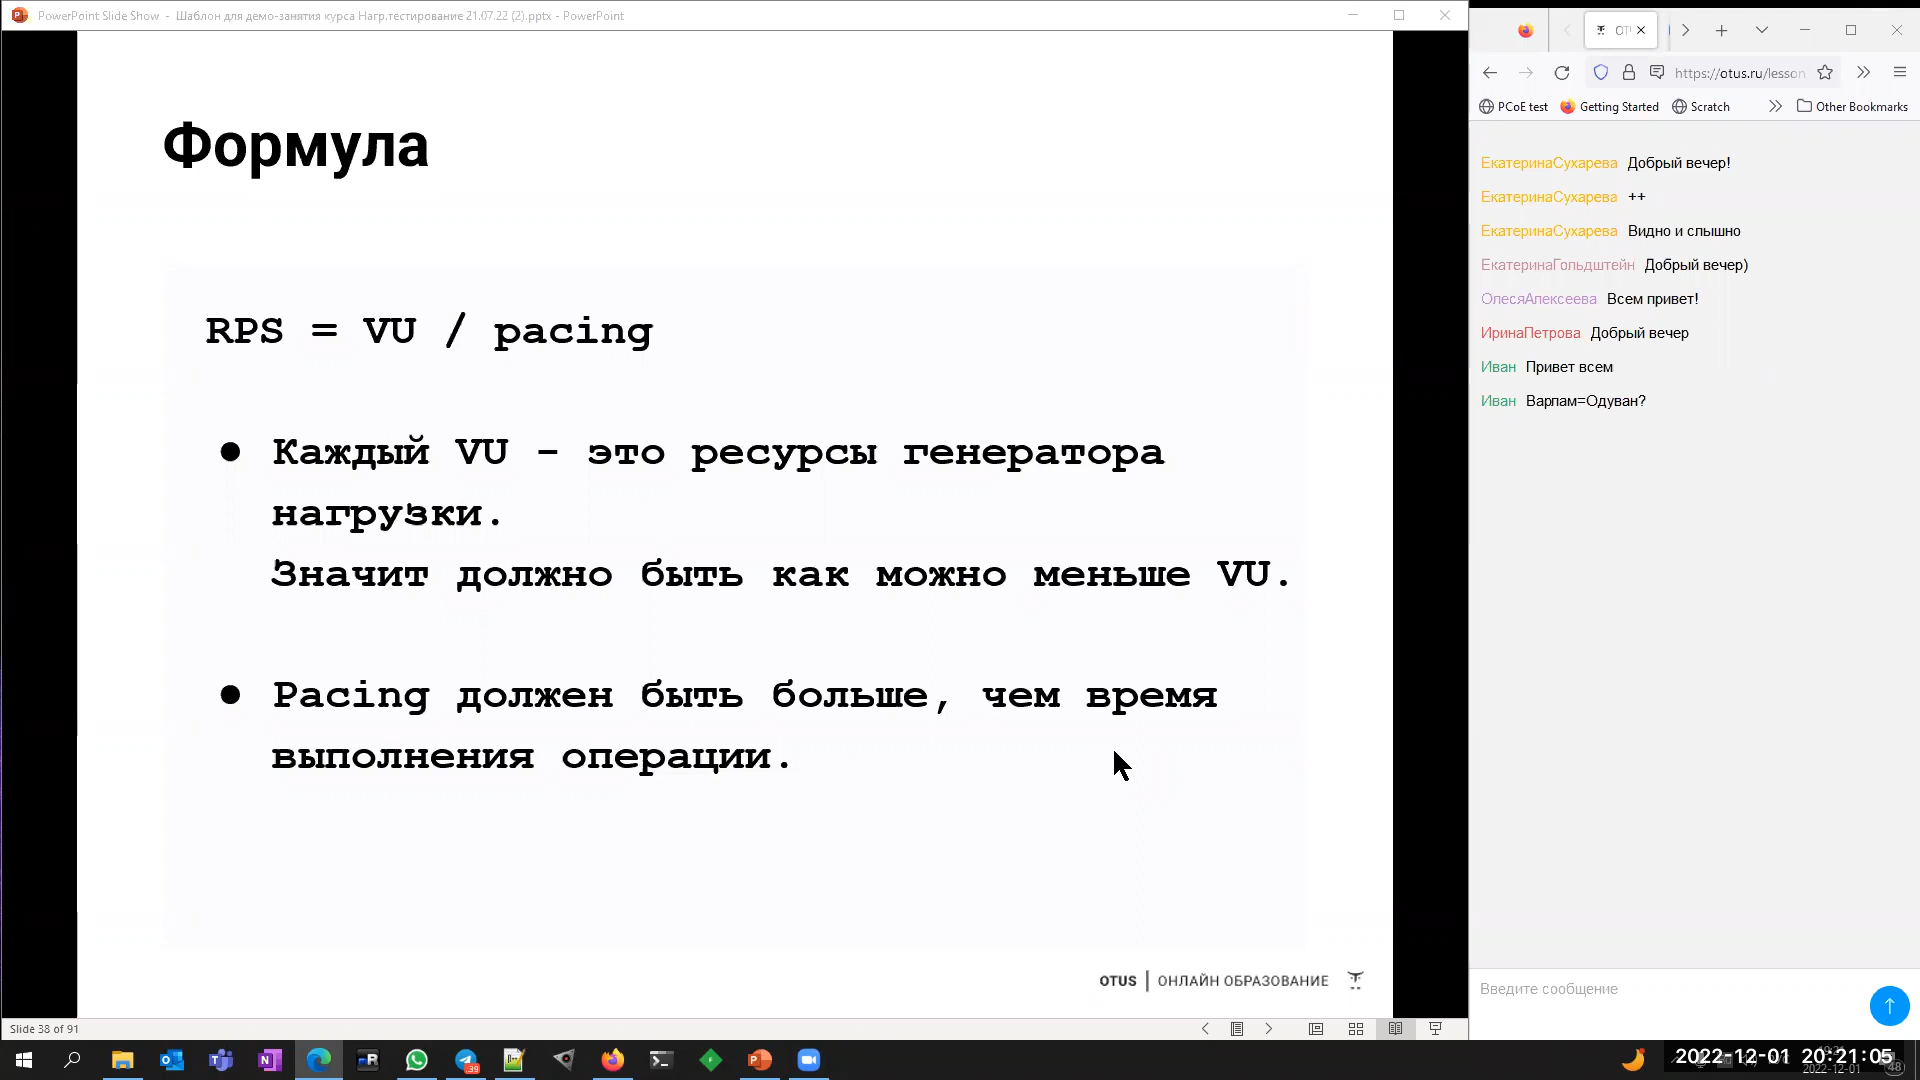 PowerPoint Slide Show - Шаблон для демо-занятия курса Нагр.тестирование 21.07.22 (2).pptx - PowerPoint
Формула
RPS = VU / pacing
● Каждый VU – это ресурсы генератора
нагрузки.
Значит должно быть как можно меньше VU.
● Pacing должен быть больше, чем время
выполнения операции.
OTUS | ОНЛАЙН ОБРАЗОВАНИЕ
Slide 38 of 91
https://otus.ru/lesson
PCoE test Getting Started Scratch Other Bookmarks
ЕкатеринаСухарева Добрый вечер!
ЕкатеринаСухарева ++
ЕкатеринаСухарева Видно и слышно
ЕкатеринаГольдштейн Добрый вечер)
ОлесяАлексеева Всем привет!
ИринаПетрова Добрый вечер
Иван Привет всем
Иван Варлам=Одуван?
Введите сообщение
2022-12-01 20:21:05
2022-12-01